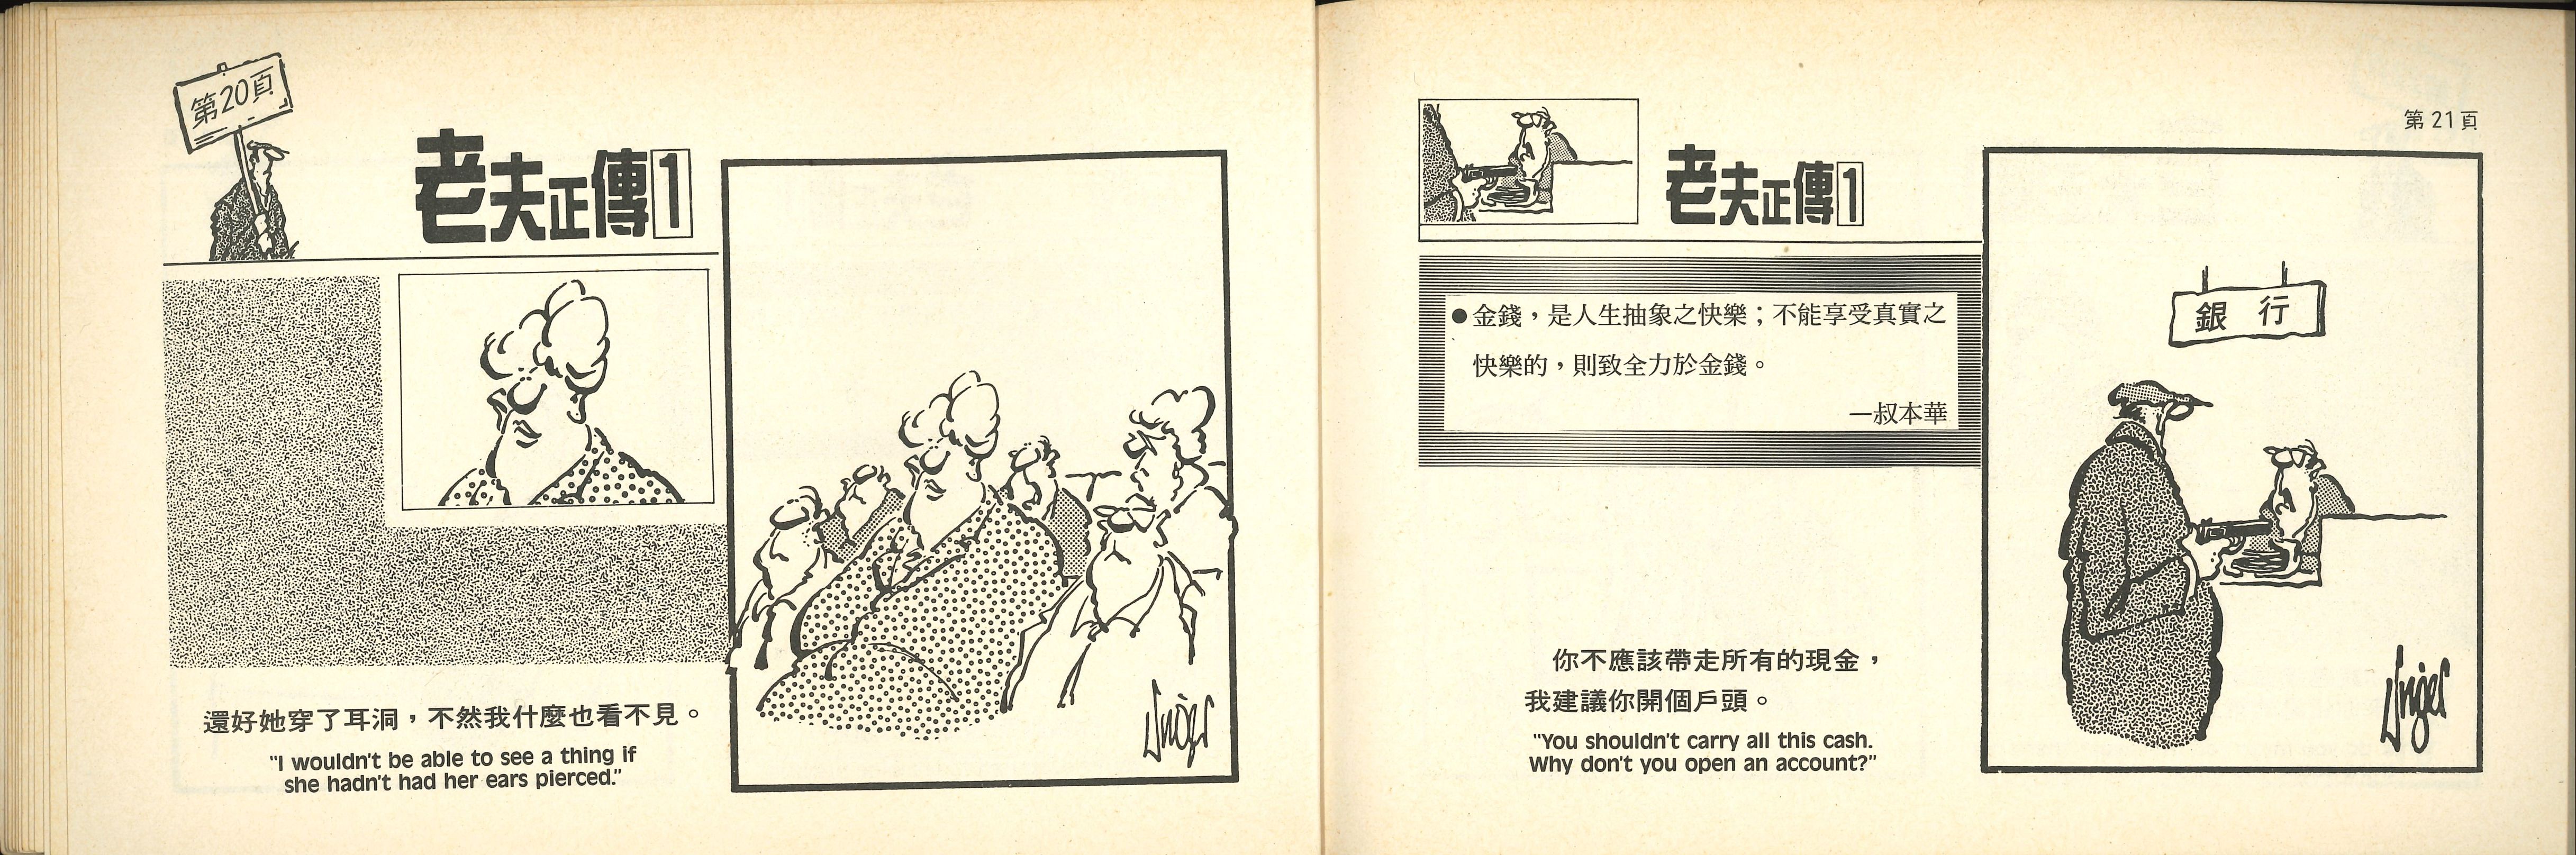 第20頁
老夫正傳1
還好她穿了耳洞，不然我什麼也看不見。
"I wouldn't be able to see a thing if
she hadn't had her ears pierced."
Unger
第21頁
老夫正傳1
●金錢，是人生抽象之快樂；不能享受真實之
快樂的，則致全力於金錢。
—叔本華
銀行
你不應該帶走所有的現金，
我建議你開個戶頭。
"You shouldn't carry all this cash.
Why don't you open an account?"
Unger